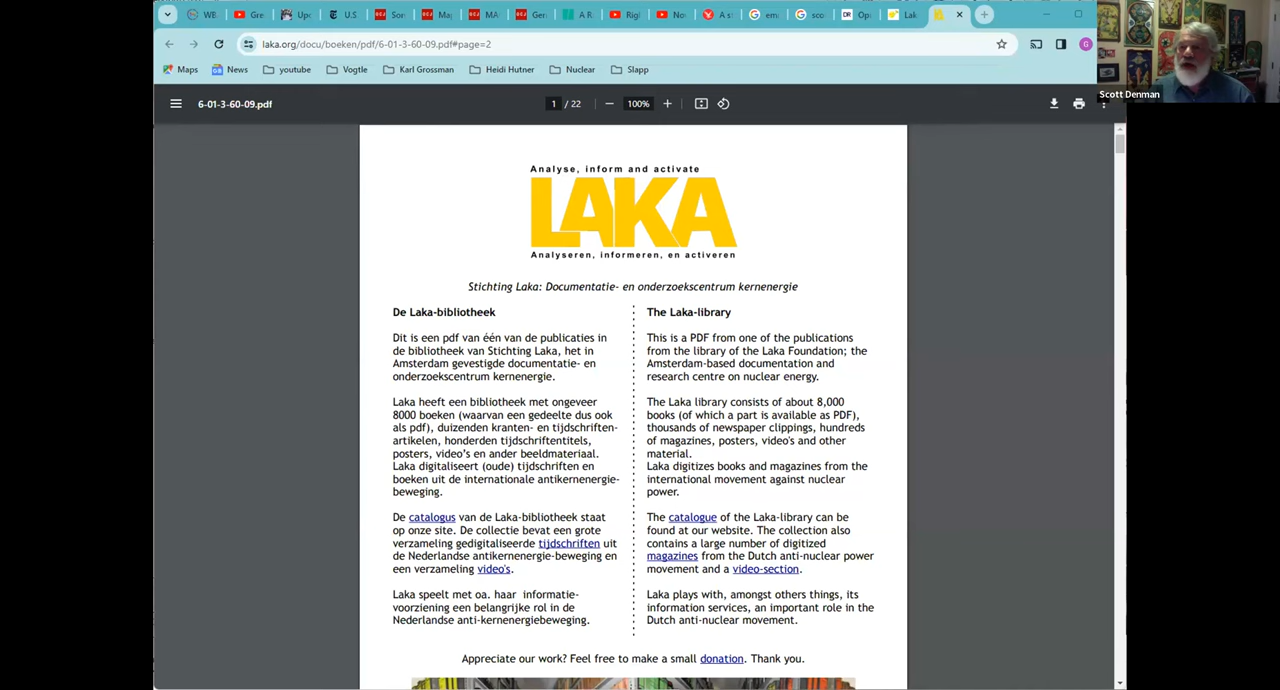 WB
Gre
Upc
U.S
Sor
Ma
MA
Ger
A R
Rigl
No
A st
eme
sco
Op
Lak
laka.org/docu/boeken/pdf/6-01-3-60-09.pdf#page=2
G
Maps
News
youtube
Vogtle
Karl Grossman
Heidi Hutner
Nuclear
Slapp
Scott Denman
6-01-3-60-09.pdf
1 / 22
100%
Analyse, inform and activate
LAKA
Analyseren, informeren, en activeren
Stichting Laka: Documentatie- en onderzoekscentrum kernenergie
De Laka-bibliotheek
Dit is een pdf van één van de publicaties in
de bibliotheek van Stichting Laka, het in
Amsterdam gevestigde documentatie- en
onderzoekscentrum kernenergie.
Laka heeft een bibliotheek met ongeveer
8000 boeken (waarvan een gedeelte dus ook
als pdf), duizenden kranten- en tijdschriften-
artikelen, honderden tijdschriftentitels,
posters, video's en ander beeldmateriaal.
Laka digitaliseert (oude) tijdschriften en
boeken uit de internationale antikernenergie-
beweging.
De catalogus van de Laka-bibliotheek staat
op onze site. De collectie bevat een grote
verzameling gedigitaliseerde tijdschriften uit
de Nederlandse antikernenergie-beweging en
een verzameling video's.
Laka speelt met oa. haar informatie-
voorziening een belangrijke rol in de
Nederlandse anti-kernenergiebeweging.
The Laka-library
This is a PDF from one of the publications
from the library of the Laka Foundation; the
Amsterdam-based documentation and
research centre on nuclear energy.
The Laka library consists of about 8,000
books (of which a part is available as PDF),
thousands of newspaper clippings, hundreds
of magazines, posters, video's and other
material.
Laka digitizes books and magazines from the
international movement against nuclear
power.
The catalogue of the Laka-library can be
found at our website. The collection also
contains a large number of digitized
magazines from the Dutch anti-nuclear power
movement and a video-section.
Laka plays with, amongst others things, its
information services, an important role in the
Dutch anti-nuclear movement.
Appreciate our work? Feel free to make a small donation. Thank you.